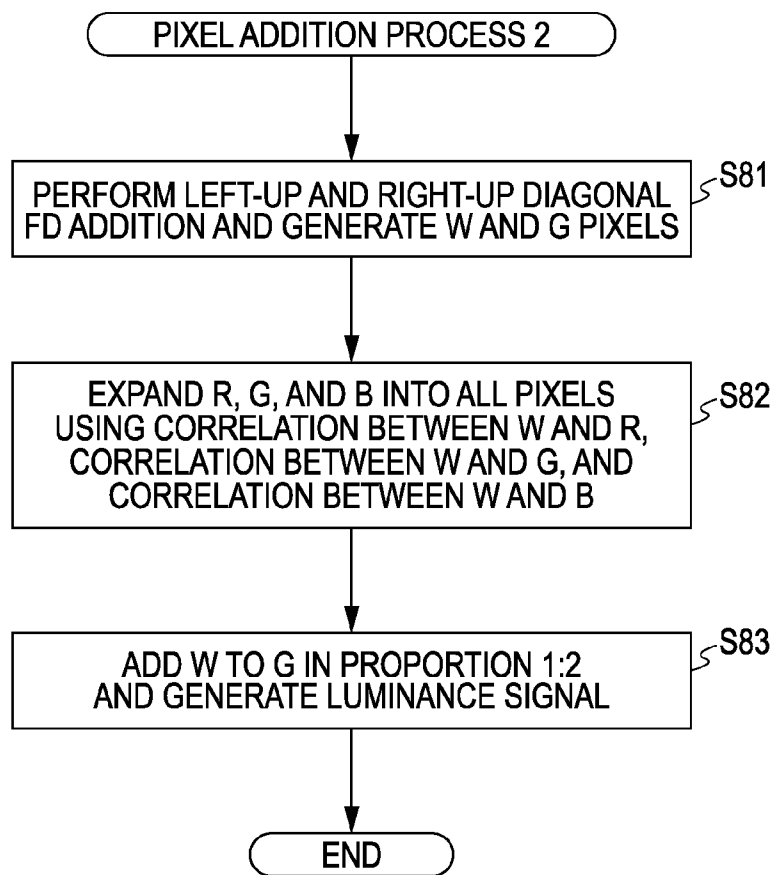 PIXEL ADDITION PROCESS 2
S81
PERFORM LEFT-UP AND RIGHT-UP DIAGONAL
FD ADDITION AND GENERATE W AND G PIXELS
S82
EXPAND R, G, AND B INTO ALL PIXELS
USING CORRELATION BETWEEN W AND R,
CORRELATION BETWEEN W AND G, AND
CORRELATION BETWEEN W AND B
S83
ADD W TO G IN PROPORTION 1:2
AND GENERATE LUMINANCE SIGNAL
END